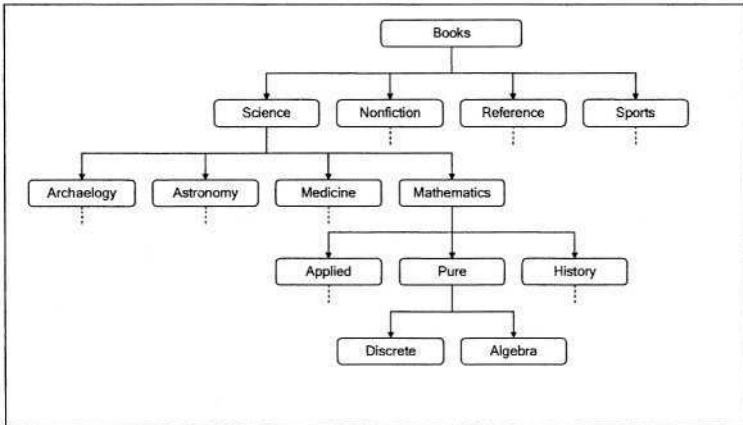 Books
Science Nonfiction Reference Sports
Archaelogy Astronomy Medicine Mathematics
Applied Pure History
Discrete Algebra